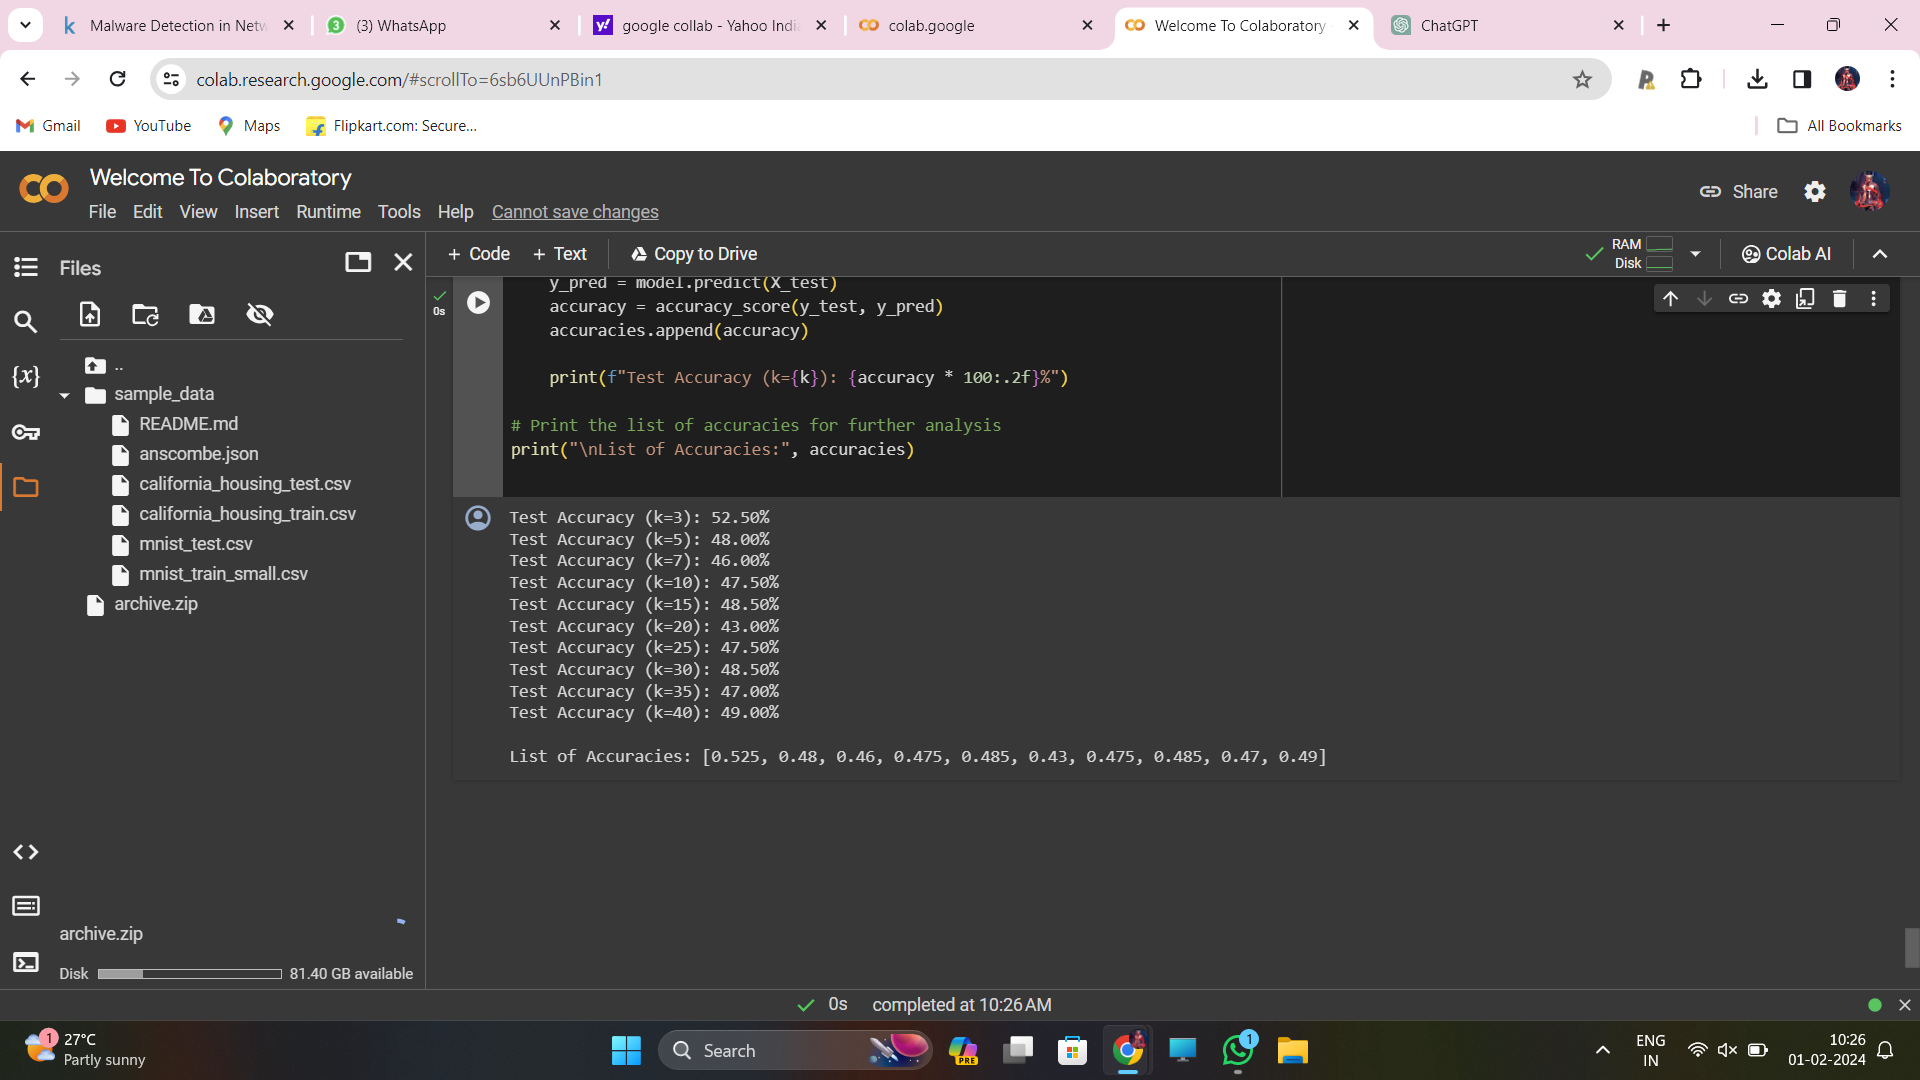 Malware Detection in Netw
(3) WhatsApp
google collab - Yahoo Indi
colab.google
Welcome To Colaboratory
ChatGPT
colab.research.google.com/#scrollTo=6sb6UUnPBin1
Gmail
YouTube
Maps
Flipkart.com: Secure...
All Bookmarks
Welcome To Colaboratory
File Edit View Insert Runtime Tools Help Cannot save changes
Share
Files
+ Code + Text Copy to Drive
RAM
Disk
Colab AI
..
sample_data
README.md
anscombe.json
california_housing_test.csv
california_housing_train.csv
mnist_test.csv
mnist_train_small.csv
archive.zip
0s
y_pred = model.predict(X_test)
accuracy = accuracy_score(y_test, y_pred)
accuracies.append(accuracy)
print(f"Test Accuracy (k={k}): {accuracy * 100:.2f}%")
# Print the list of accuracies for further analysis
print("\nList of Accuracies:", accuracies)
Test Accuracy (k=3): 52.50%
Test Accuracy (k=5): 48.00%
Test Accuracy (k=7): 46.00%
Test Accuracy (k=10): 47.50%
Test Accuracy (k=15): 48.50%
Test Accuracy (k=20): 43.00%
Test Accuracy (k=25): 47.50%
Test Accuracy (k=30): 48.50%
Test Accuracy (k=35): 47.00%
Test Accuracy (k=40): 49.00%
List of Accuracies: [0.525, 0.48, 0.46, 0.475, 0.485, 0.43, 0.475, 0.485, 0.47, 0.49]
archive.zip
Disk 81.40 GB available
0s completed at 10:26 AM
1
27°C
Partly sunny
Search
PRE
1
ENG
IN
10:26
01-02-2024